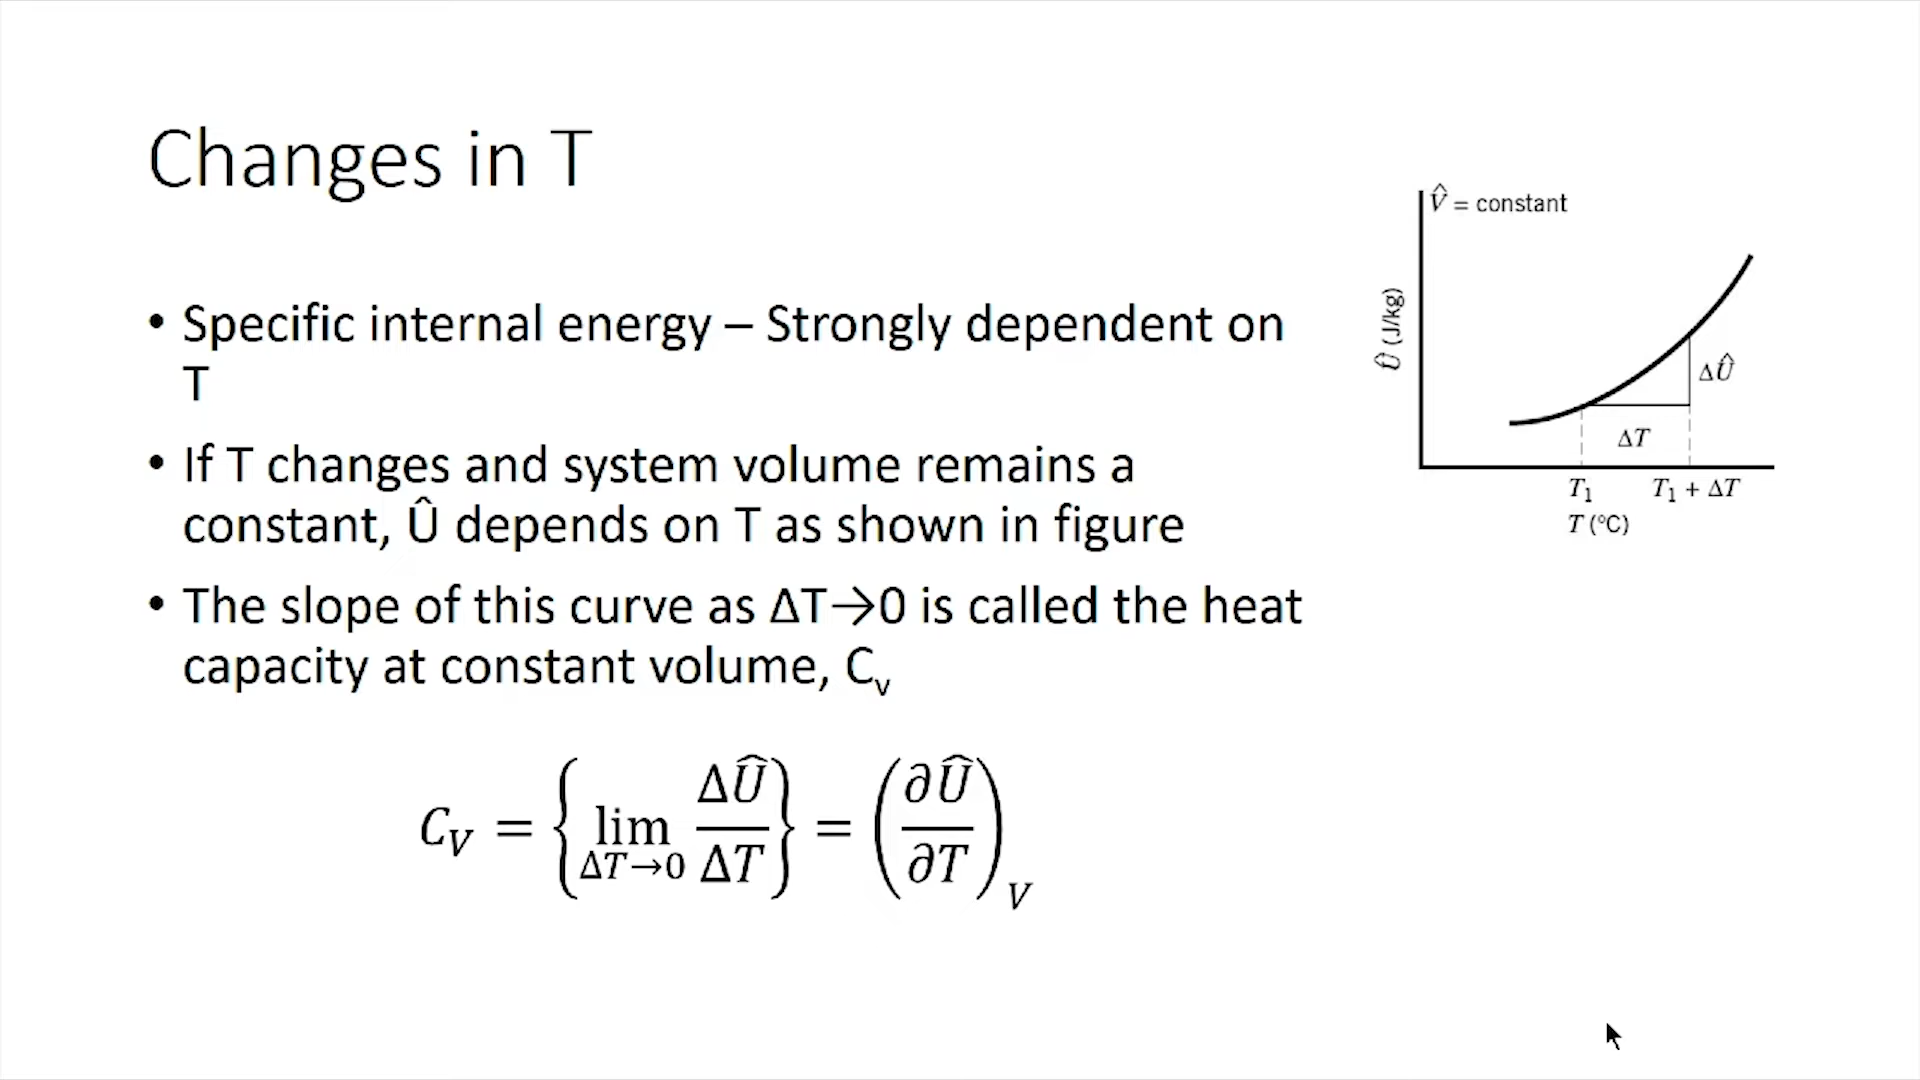 Changes in T
• Specific internal energy – Strongly dependent on
T
• If T changes and system volume remains a
constant, Û depends on T as shown in figure
• The slope of this curve as ΔT→0 is called the heat
capacity at constant volume, Cᵥ
C_V = { lim_{ΔT→0} ΔÛ/ΔT } = (∂Û/∂T)_V
V̂ = constant
Û (J/kg)
ΔÛ
ΔT
T₁ T₁ + ΔT
T (°C)